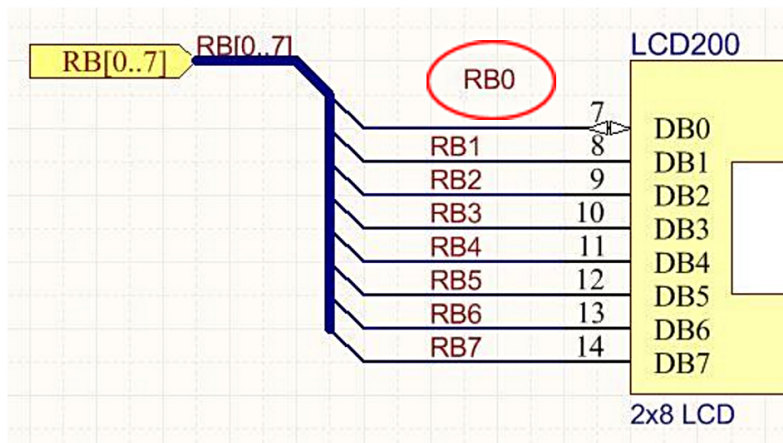 RB[0..7]
RB[0..7]
LCD200
RB0
7 DB0
RB1 8 DB1
RB2 9 DB2
RB3 10 DB3
RB4 11 DB4
RB5 12 DB5
RB6 13 DB6
RB7 14 DB7
2x8 LCD